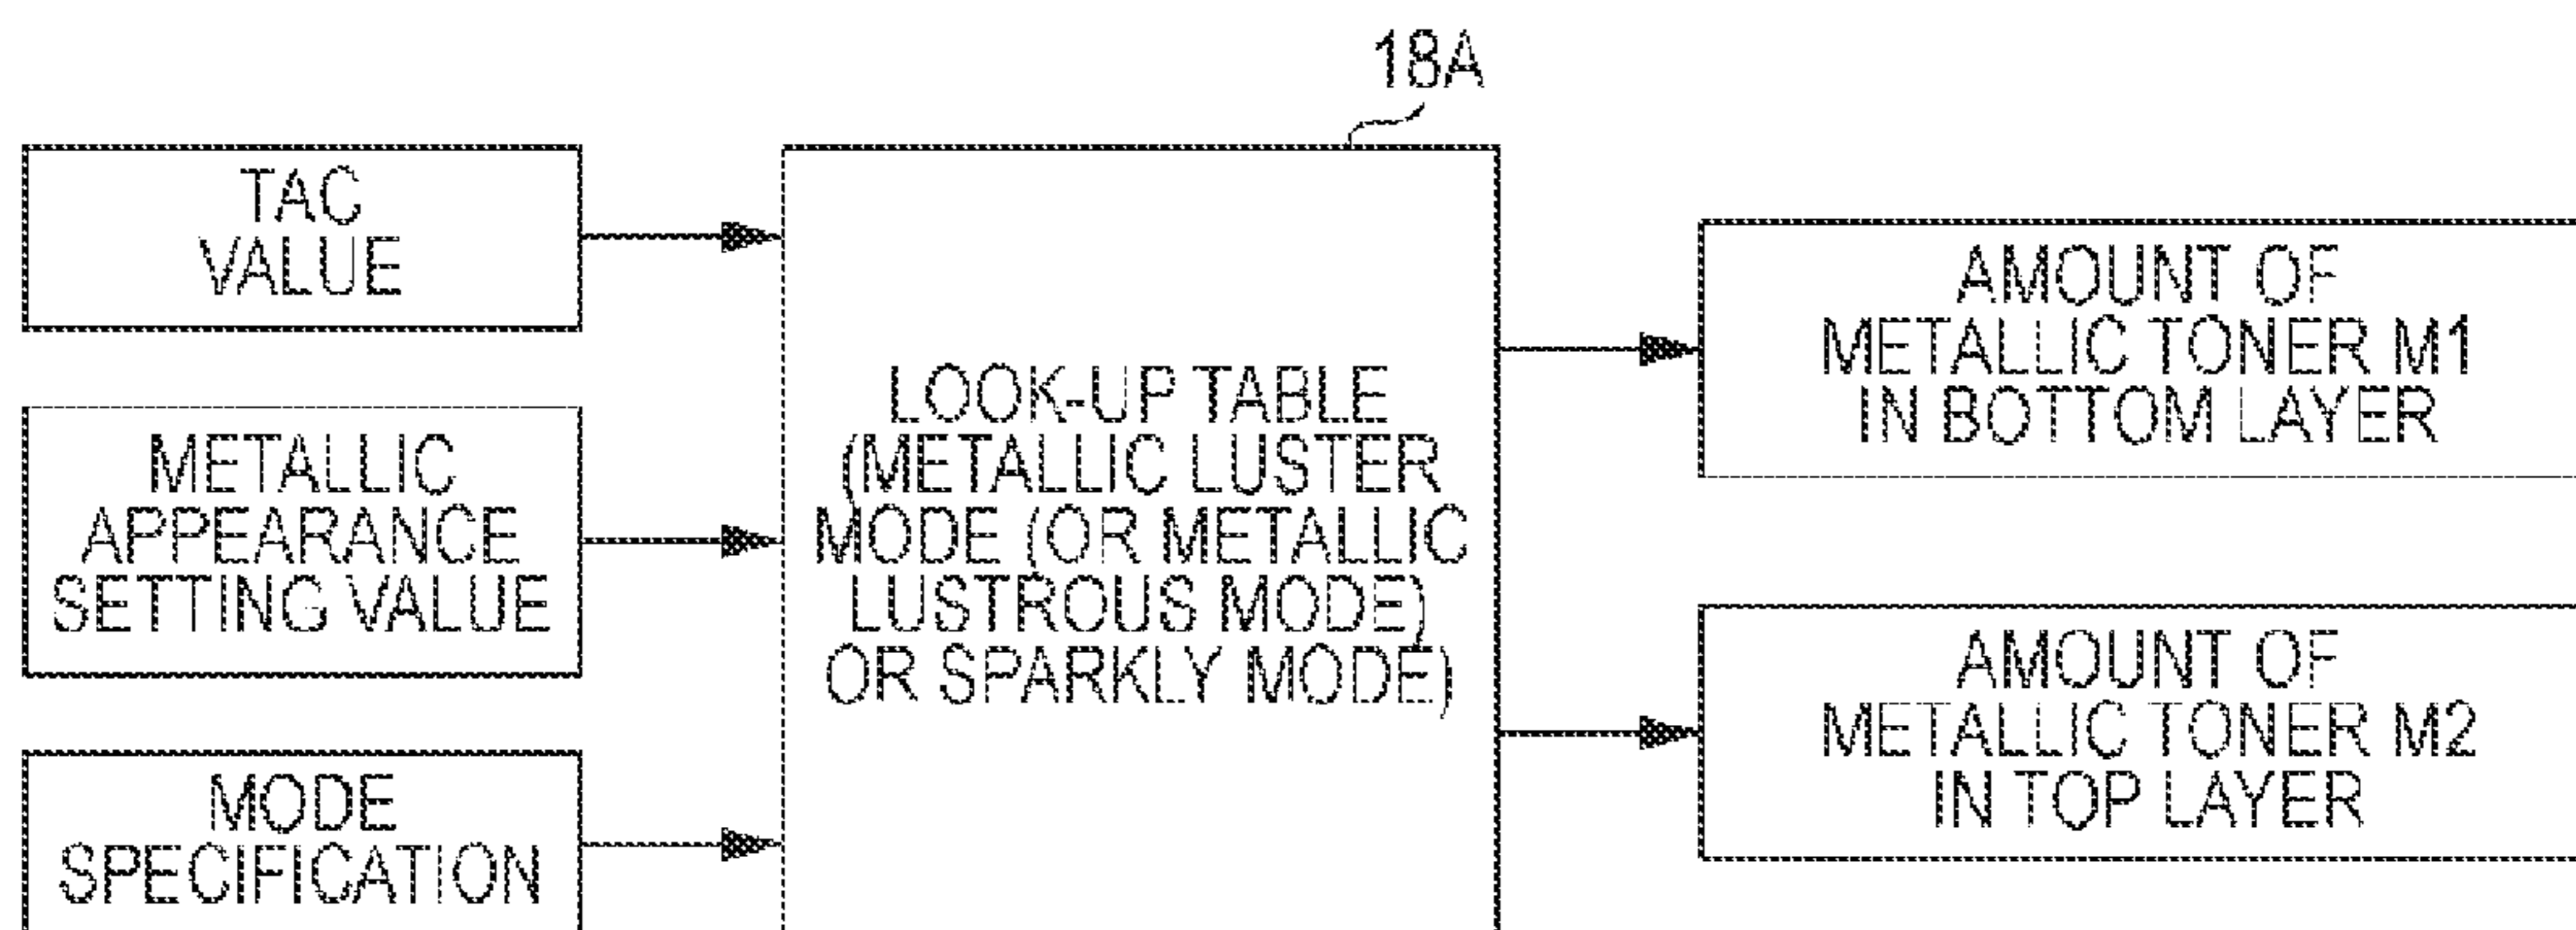 18A
TAC
VALUE
METALLIC
APPEARANCE
SETTING VALUE
MODE
SPECIFICATION
LOOK-UP TABLE
(METALLIC LUSTER
MODE (OR METALLIC
LUSTROUS MODE)
OR SPARKLY MODE)
AMOUNT OF
METALLIC TONER M1
IN BOTTOM LAYER
AMOUNT OF
METALLIC TONER M2
IN TOP LAYER